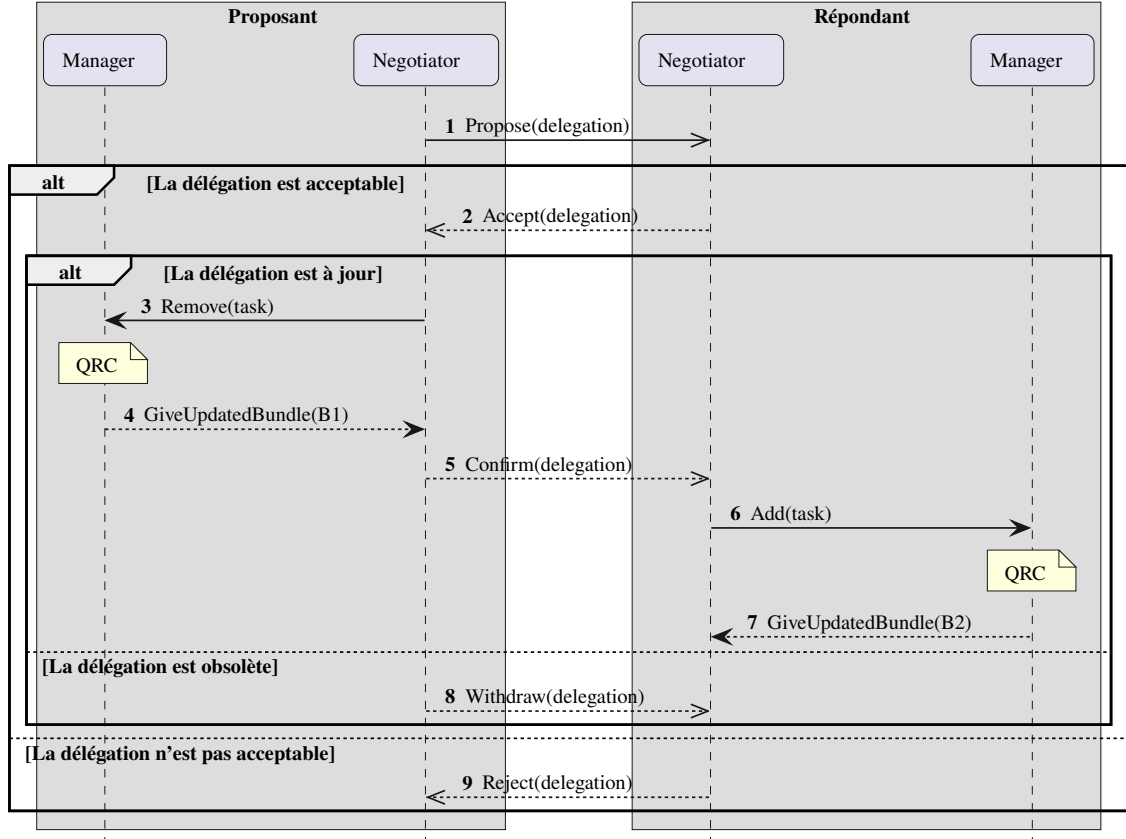 Proposant
Répondant
Manager
Negotiator
Negotiator
Manager
1 Propose(delegation)
alt [La délégation est acceptable]
2 Accept(delegation)
alt [La délégation est à jour]
3 Remove(task)
QRC
4 GiveUpdatedBundle(B1)
5 Confirm(delegation)
6 Add(task)
QRC
7 GiveUpdatedBundle(B2)
[La délégation est obsolète]
8 Withdraw(delegation)
[La délégation n'est pas acceptable]
9 Reject(delegation)